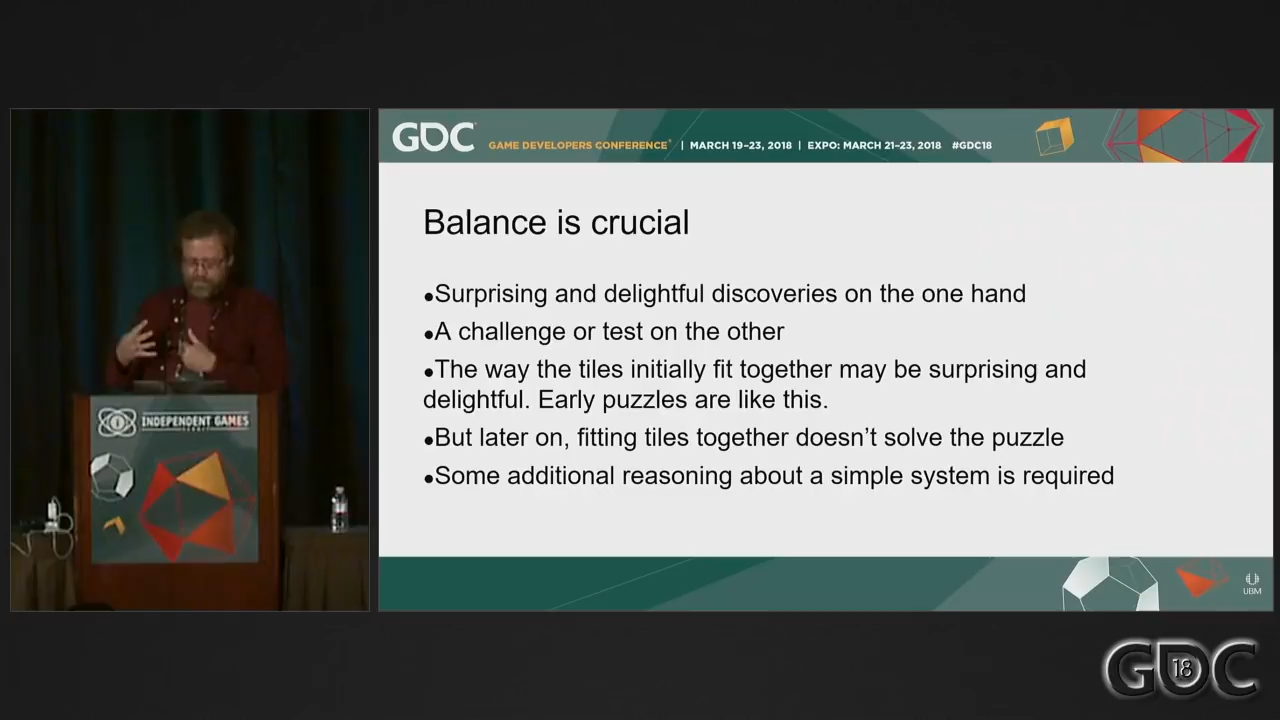 GDC
GAME DEVELOPERS CONFERENCE | MARCH 19–23, 2018 | EXPO: MARCH 21–23, 2018 #GDC18
Balance is crucial
●Surprising and delightful discoveries on the one hand
●A challenge or test on the other
●The way the tiles initially fit together may be surprising and
delightful. Early puzzles are like this.
●But later on, fitting tiles together doesn’t solve the puzzle
●Some additional reasoning about a simple system is required
INDEPENDENT GAMES
SUMMIT
UBM
GDC
18